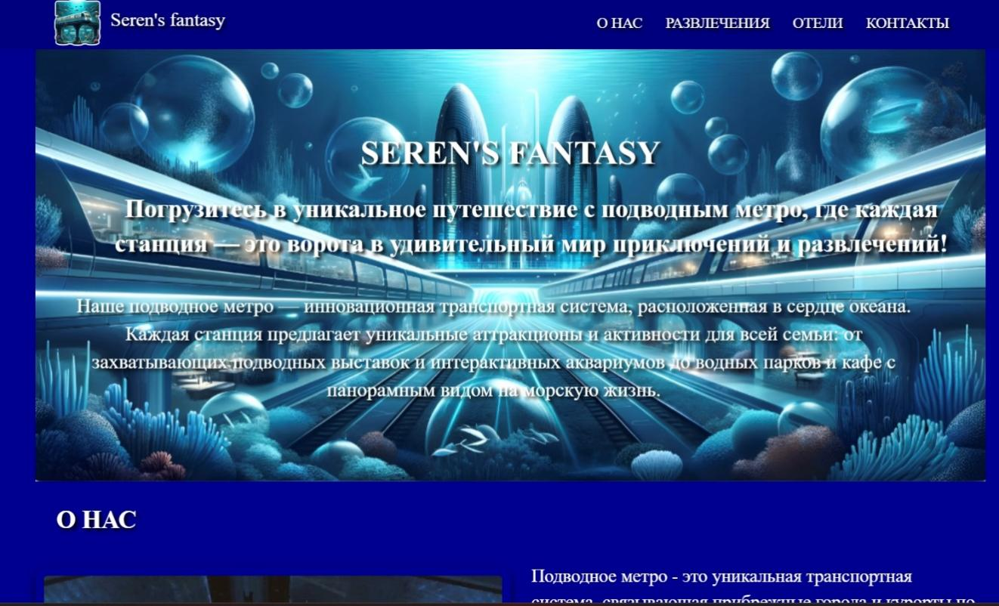 Seren's fantasy
О НАС РАЗВЛЕЧЕНИЯ ОТЕЛИ КОНТАКТЫ
SEREN'S FANTASY
Погрузитесь в уникальное путешествие с подводным метро, где каждая
станция — это ворота в удивительный мир приключений и развлечений!
Наше подводное метро — инновационная транспортная система, расположенная в сердце океана.
Каждая станция предлагает уникальные аттракционы и активности для всей семьи: от
захватывающих подводных выставок и интерактивных аквариумов до водных парков и кафе с
панорамным видом на морскую жизнь.
О НАС
Подводное метро - это уникальная транспортная
система, связывающая прибрежные города и курорты по